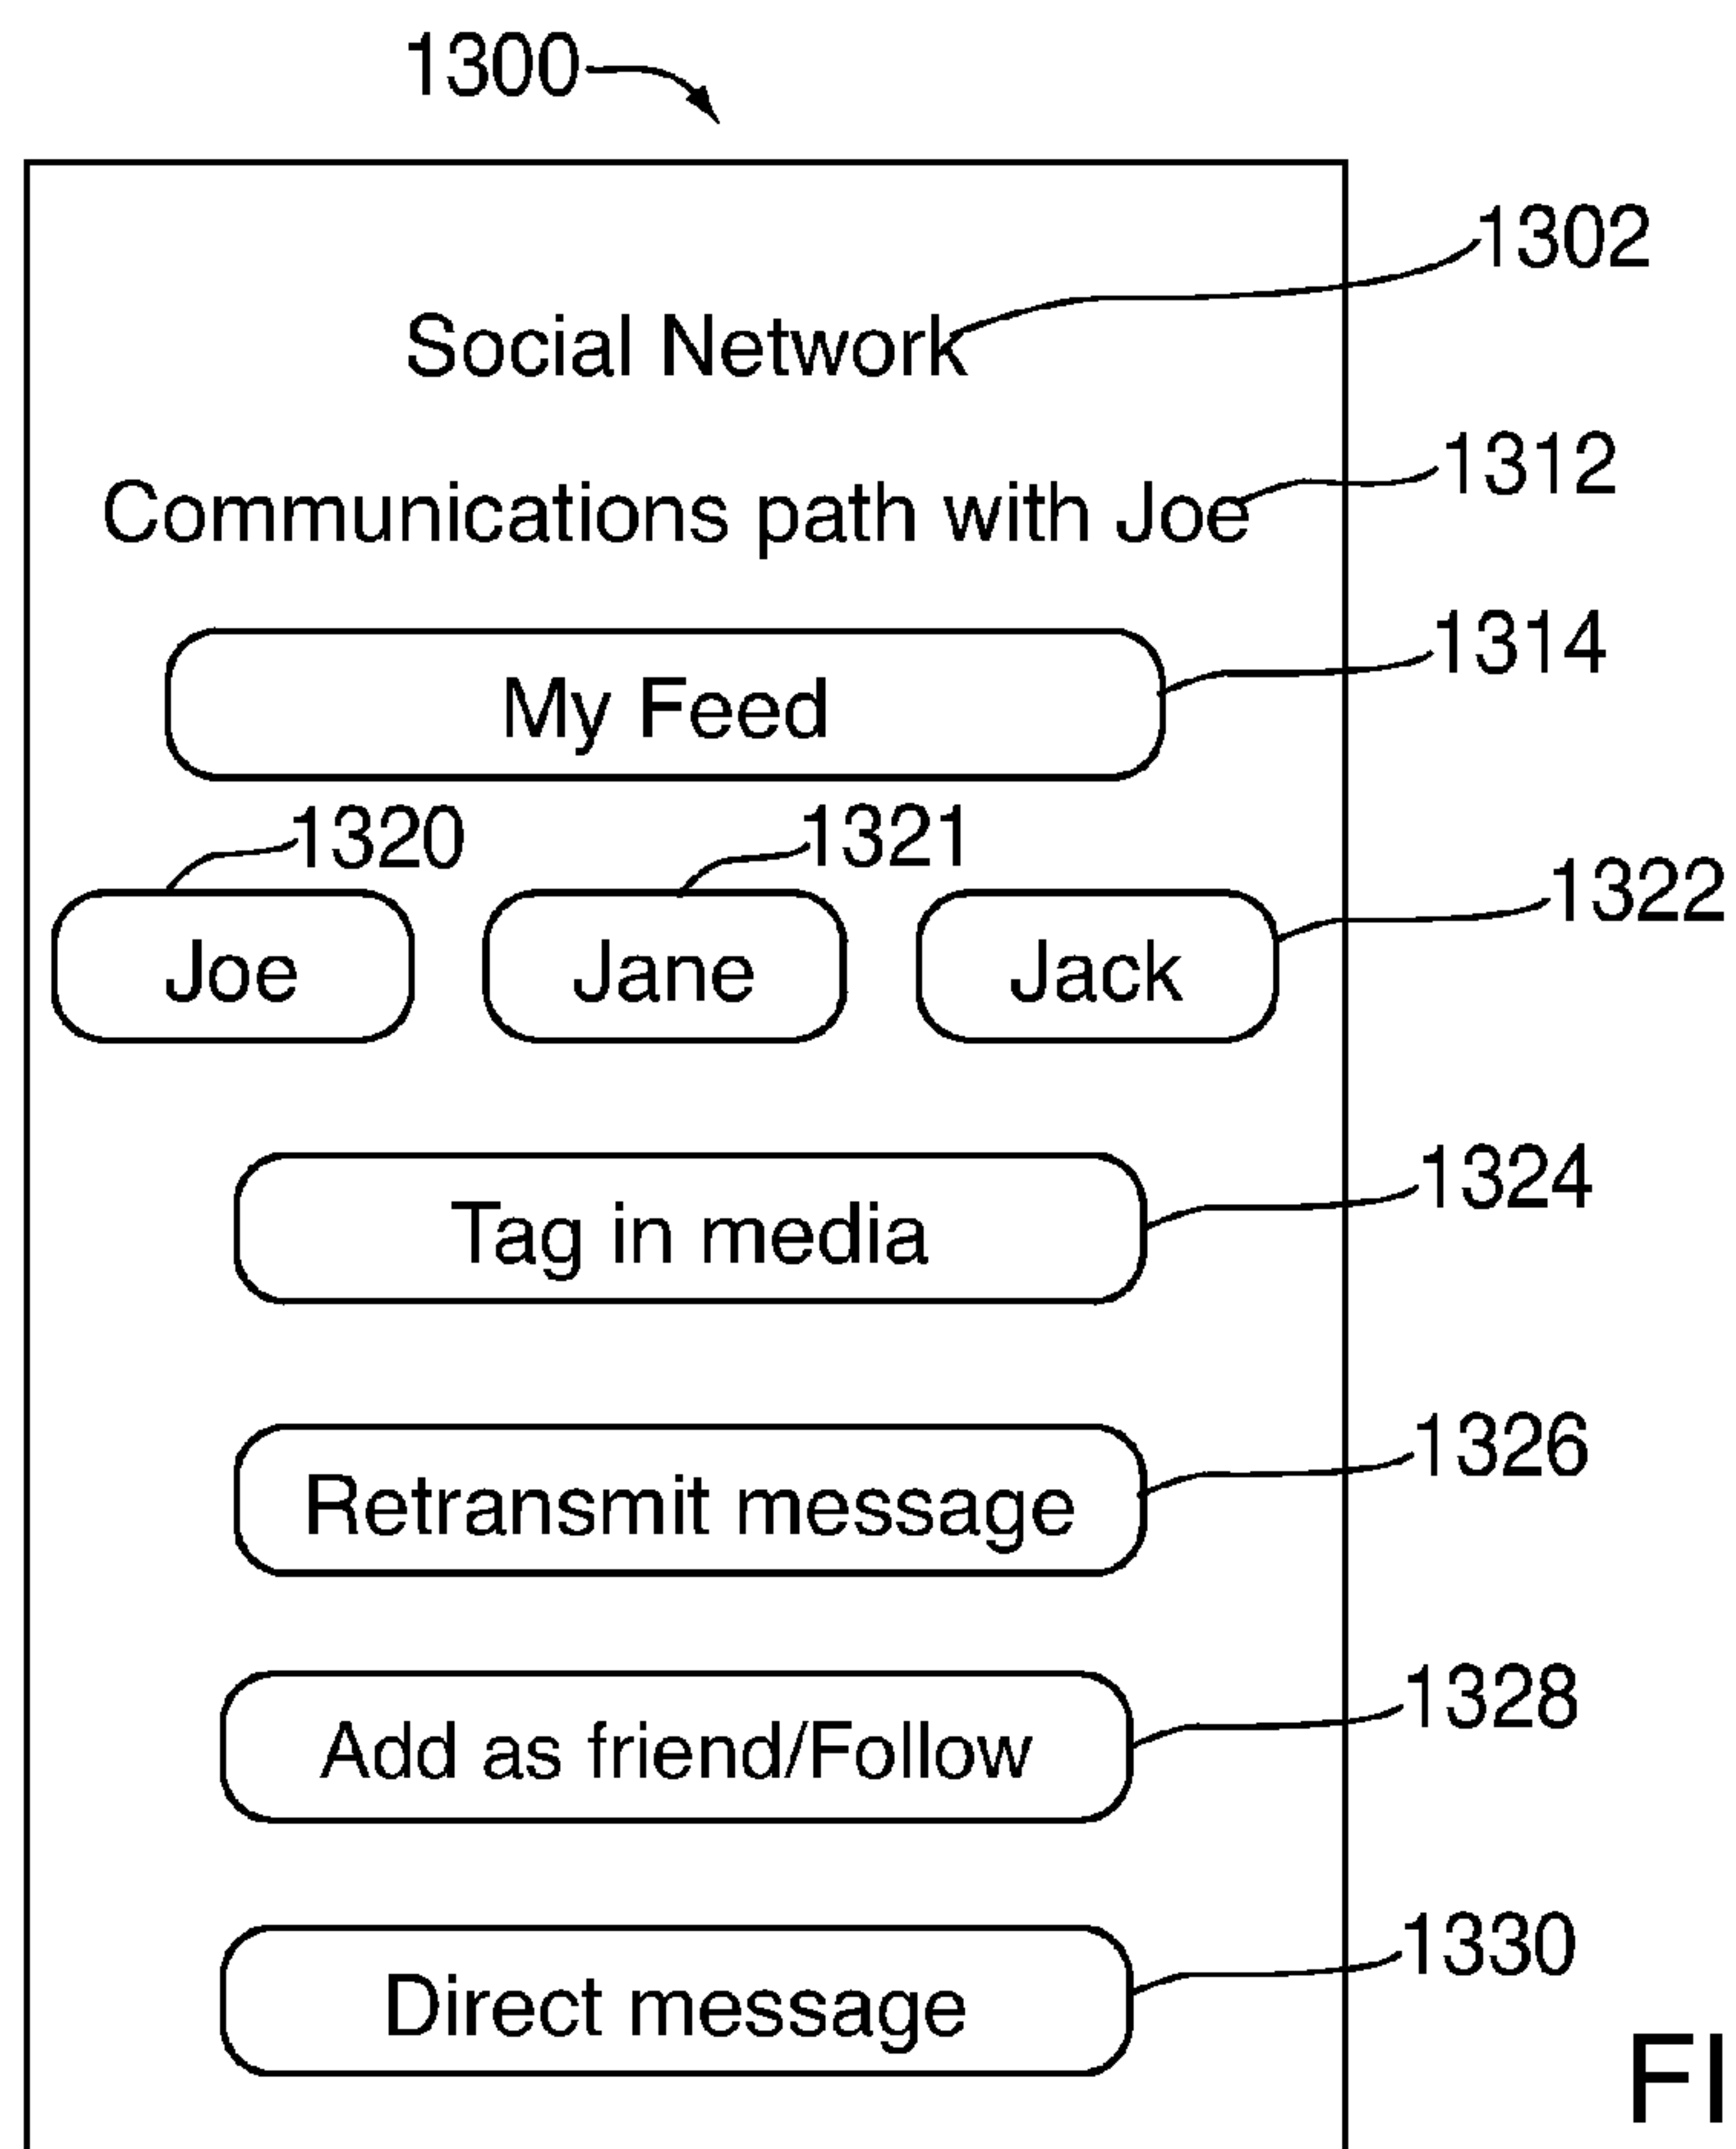 1300
1302
Social Network
1312
Communications path with Joe
1314
My Feed
1320 1321
1322
Joe Jane Jack
1324
Tag in media
1326
Retransmit message
1328
Add as friend/Follow
1330
Direct message
FI